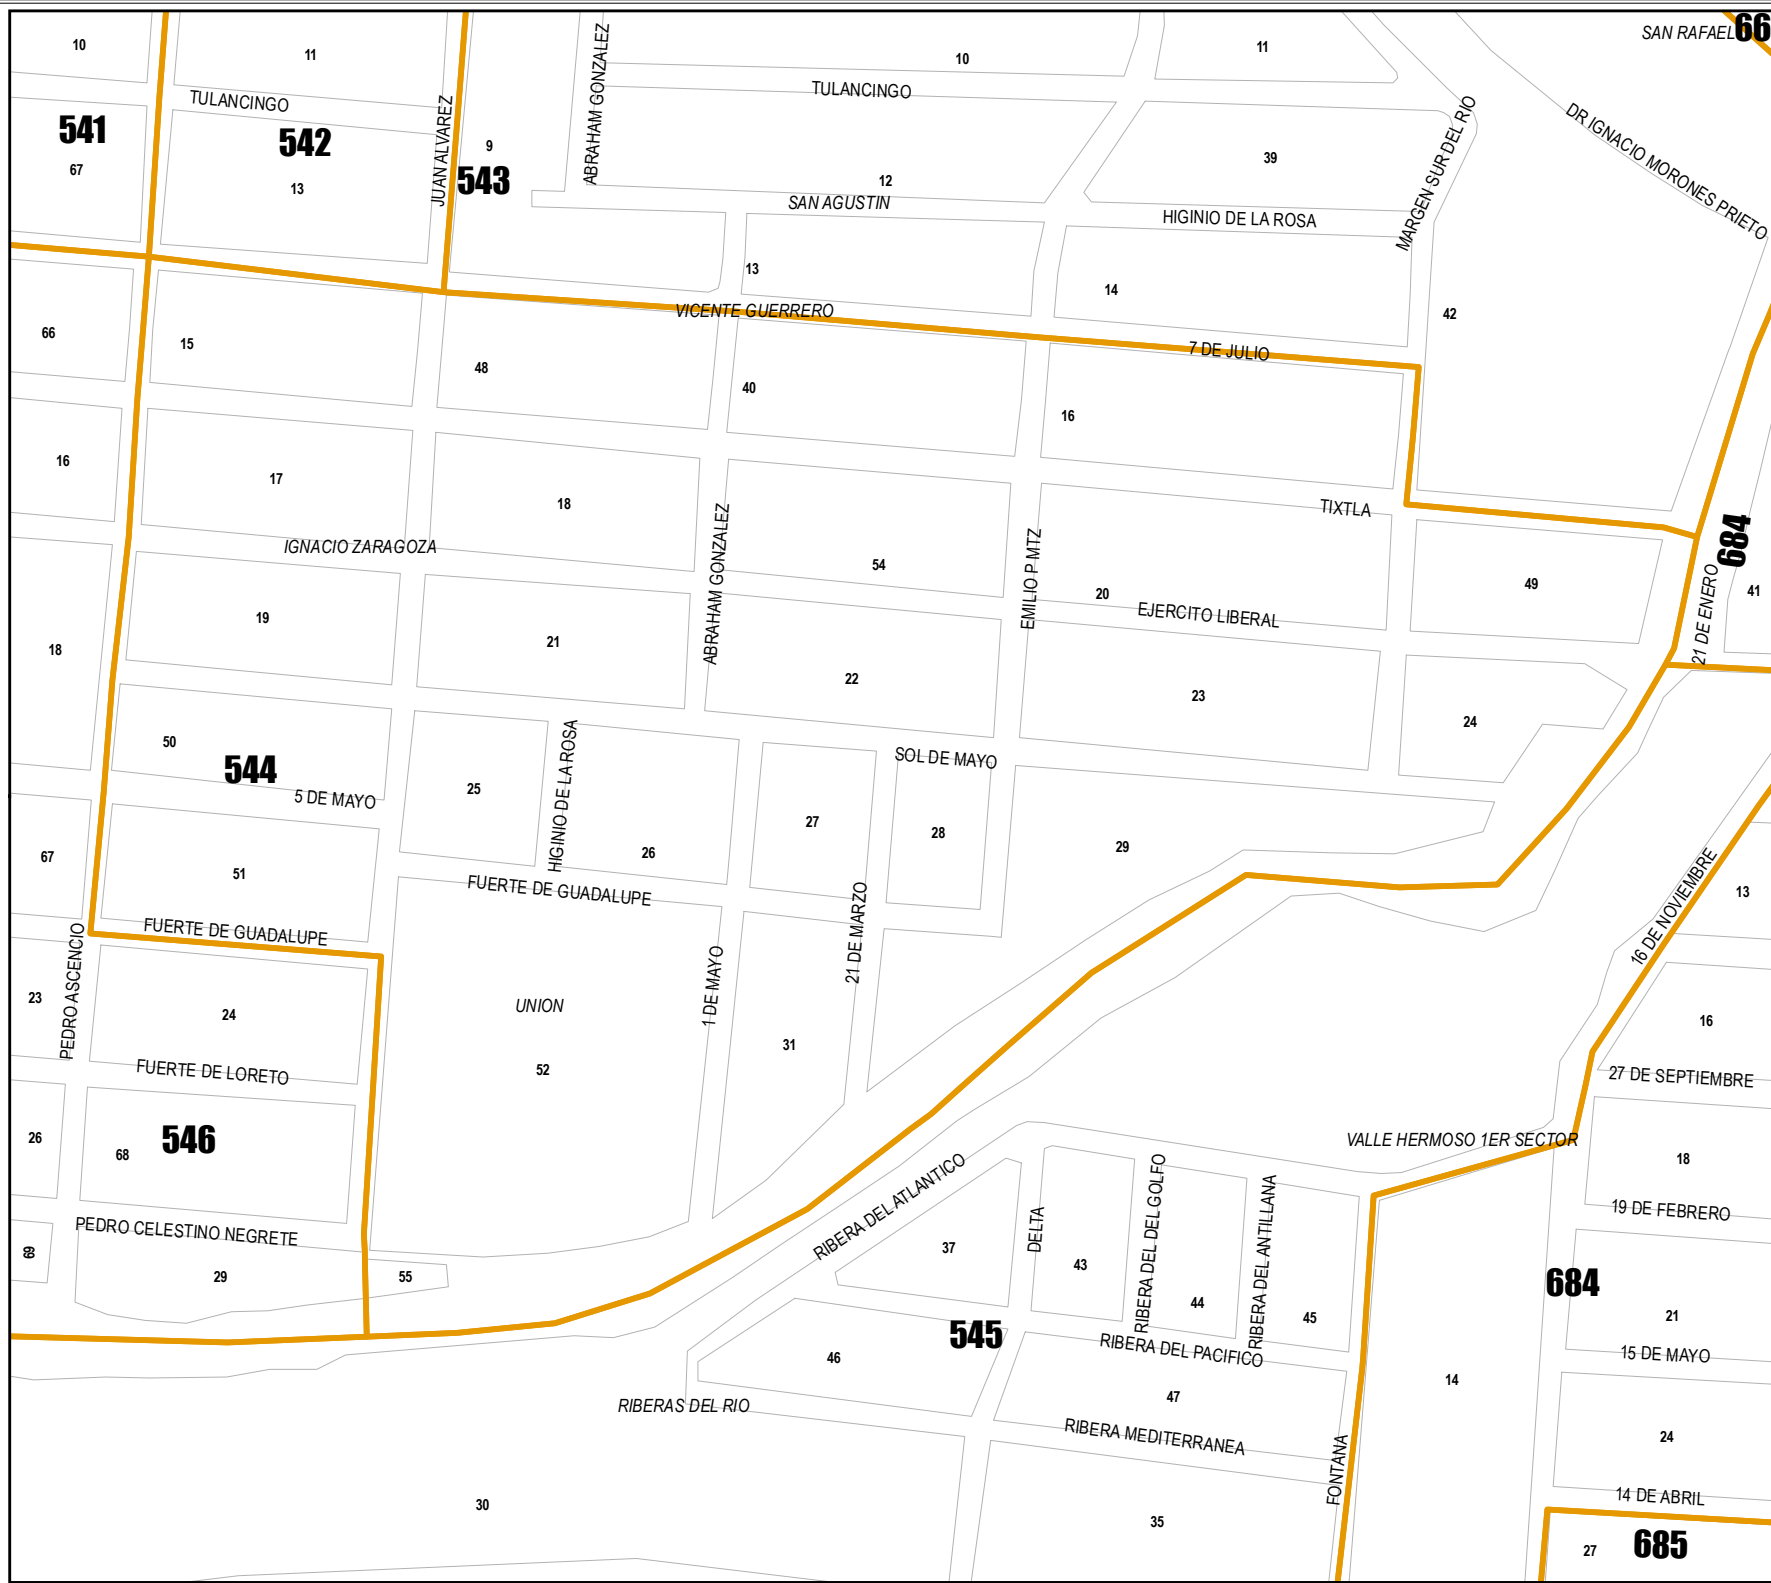 SAN RAFAEL
66
10
11
10
11
TULANCINGO
TULANCINGO
JUAN ALVAREZ
ABRAHAM GONZALEZ
MARGEN SUR DEL RIO
DR IGNACIO MORONES PRIETO
541
542
543
67
13
9
12
39
SAN AGUSTIN
HIGINIO DE LA ROSA
13
14
42
VICENTE GUERRERO
7 DE JULIO
66
15
48
40
16
16
17
18
TIXTLA
684
IGNACIO ZARAGOZA
ABRAHAM GONZALEZ
EMILIO P.MTZ
54
20
49
41
21 DE ENERO
EJERCITO LIBERAL
18
19
21
22
23
24
50
544
5 DE MAYO
25
HIGINIO DE LA ROSA
SOL DE MAYO
27
28
29
26
67
51
FUERTE DE GUADALUPE
FUERTE DE GUADALUPE
21 DE MARZO
16 DE NOVIEMBRE
13
PEDRO ASCENCIO
23
24
UNION
1 DE MAYO
31
16
FUERTE DE LORETO
52
27 DE SEPTIEMBRE
26
68
546
VALLE HERMOSO 1ER SECTOR
18
RIBERA DEL ATLANTICO
DELTA
RIBERA DEL GOLFO
RIBERA DEL ANTILLANA
19 DE FEBRERO
PEDRO CELESTINO NEGRETE
69
29
55
37
43
44
45
684
21
545
RIBERA DEL PACIFICO
15 DE MAYO
46
47
14
RIBERAS DEL RIO
RIBERA MEDITERRANEA
24
FONTANA
14 DE ABRIL
30
35
27
685